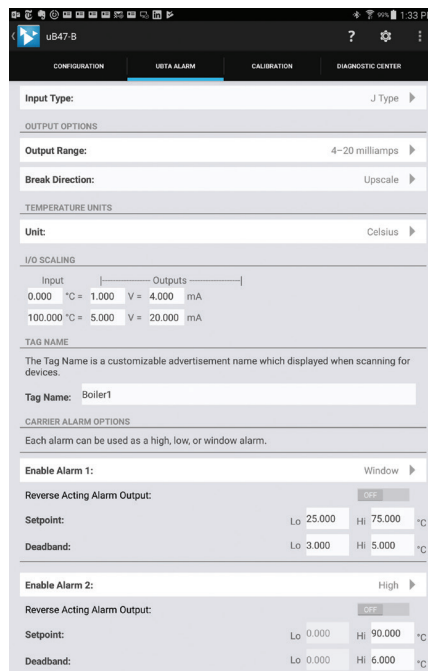 99% 1:33 PM
uB47-B ?
CONFIGURATION UBTA ALARM CALIBRATION DIAGNOSTIC CENTER
Input Type: J Type
OUTPUT OPTIONS
Output Range: 4–20 milliamps
Break Direction: Upscale
TEMPERATURE UNITS
Unit: Celsius
I/O SCALING
Input |——— Outputs ———|
0.000 °C = 1.000 V = 4.000 mA
100.000 °C = 5.000 V = 20.000 mA
TAG NAME
The Tag Name is a customizable advertisement name which displayed when scanning for
devices.
Tag Name: Boiler1
CARRIER ALARM OPTIONS
Each alarm can be used as a high, low, or window alarm.
Enable Alarm 1: Window
Reverse Acting Alarm Output: OFF
Setpoint: Lo 25.000 Hi 75.000 °C
Deadband: Lo 3.000 Hi 5.000 °C
Enable Alarm 2: High
Reverse Acting Alarm Output: OFF
Setpoint: Lo 0.000 Hi 90.000 °C
Deadband: Lo 0.000 Hi 6.000 °C